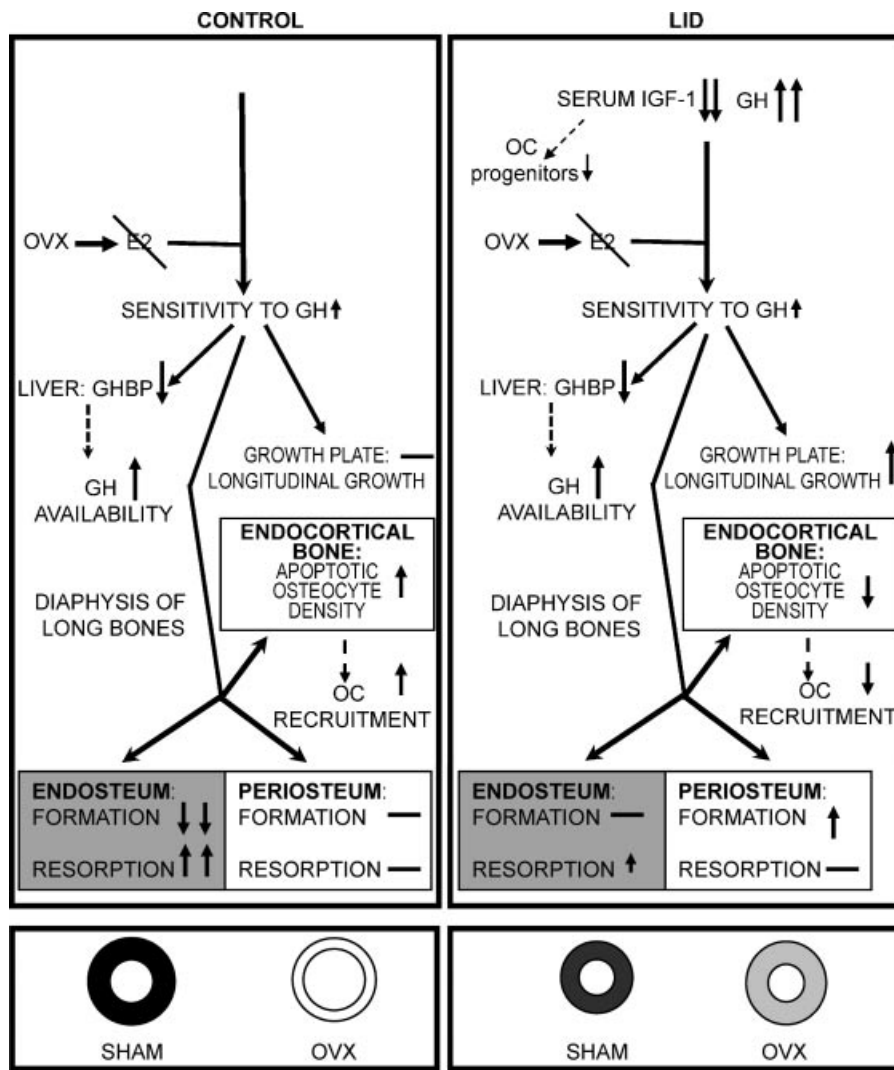 CONTROL
OVX
E2
SENSITIVITY TO GH
LIVER: GHBP
GROWTH PLATE:
LONGITUDINAL GROWTH
GH
AVAILABILITY
ENDOCORTICAL
BONE:
APOPTOTIC
OSTEOCYTE
DENSITY
DIAPHYSIS OF
LONG BONES
OC
RECRUITMENT
ENDOSTEUM:
FORMATION
RESORPTION
PERIOSTEUM:
FORMATION
RESORPTION
SHAM
OVX
LID
SERUM IGF-1
GH
OC
progenitors
OVX
E2
SENSITIVITY TO GH
LIVER: GHBP
GROWTH PLATE:
LONGITUDINAL GROWTH
GH
AVAILABILITY
ENDOCORTICAL
BONE:
APOPTOTIC
OSTEOCYTE
DENSITY
DIAPHYSIS OF
LONG BONES
OC
RECRUITMENT
ENDOSTEUM:
FORMATION
RESORPTION
PERIOSTEUM:
FORMATION
RESORPTION
SHAM
OVX